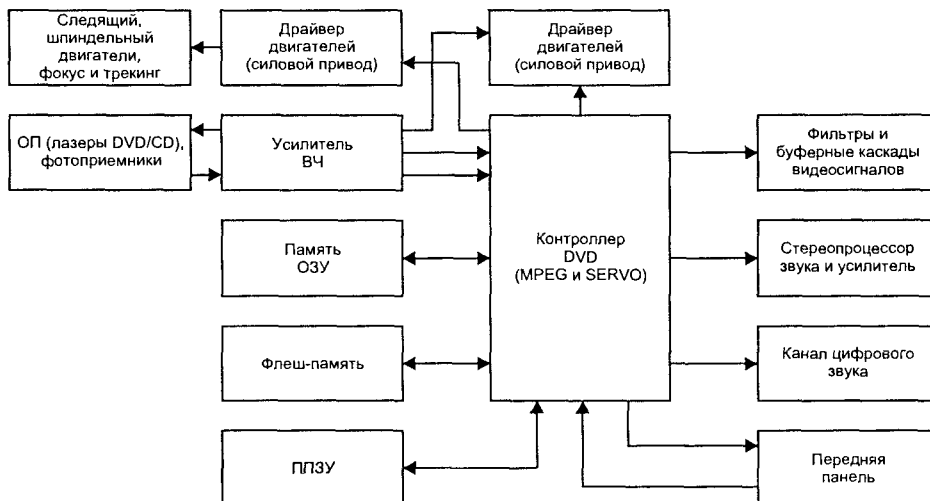 Следящий,
шпиндельный
двигатели,
фокус и трекинг
Драйвер
двигателей
(силовой привод)
Драйвер
двигателей
(силовой привод)
ОП (лазеры DVD/CD),
фотоприемники
Усилитель
ВЧ
Фильтры и
буферные каскады
видеосигналов
Память
ОЗУ
Контроллер
DVD
(MPEG и SERVO)
Стереопроцессор
звука и усилитель
Флеш-память
Канал цифрового
звука
ППЗУ
Передняя
панель